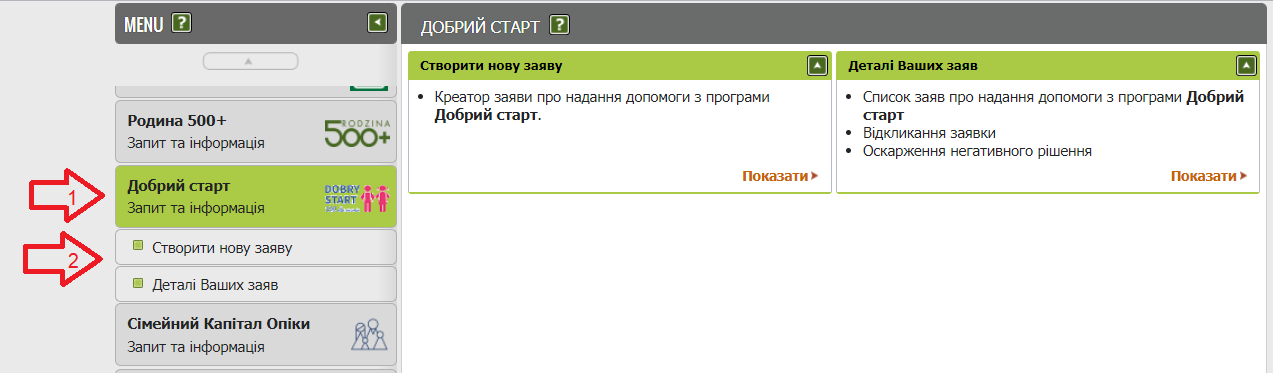 MENU ?
Родина 500+
Запит та інформація
RODZINA
500+
1
Добрий старт
Запит та інформація
DOBRY
START
2
Створити нову заяву
Деталі Ваших заяв
Сімейний Капітал Опіки
Запит та інформація
ДОБРИЙ СТАРТ ?
Створити нову заяву
Креатор заяви про надання допомоги з програми
Добрий старт.
Показати
Деталі Ваших заяв
Список заяв про надання допомоги з програми Добрий
старт
Відкликання заявки
Оскарження негативного рішення
Показати